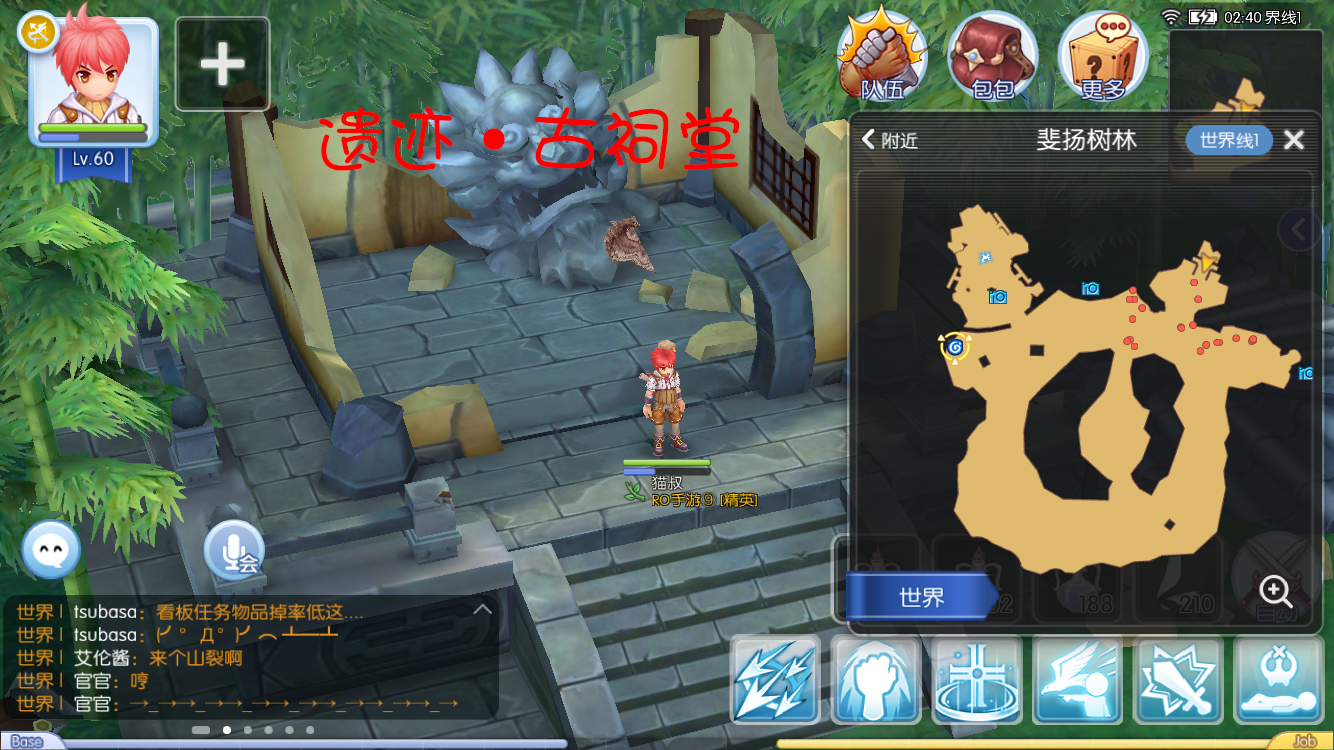 02:40 界线1
队伍
包包
更多
Lv.60
遗迹·古祠堂
附近
斐扬树林
世界线1
猫叔
RO手游9 [精英]
会
世界 | tsubasa：看板任务物品掉率低这....
世界 | tsubasa：(╯°Д°)╯︵┻━┻
世界 | 艾伦酱：来个山裂啊
世界 | 官官：哼
世界 | 官官：→_→→_→→_→→_→→_→→_→→_→
世界
188
210
自动
Base
Job